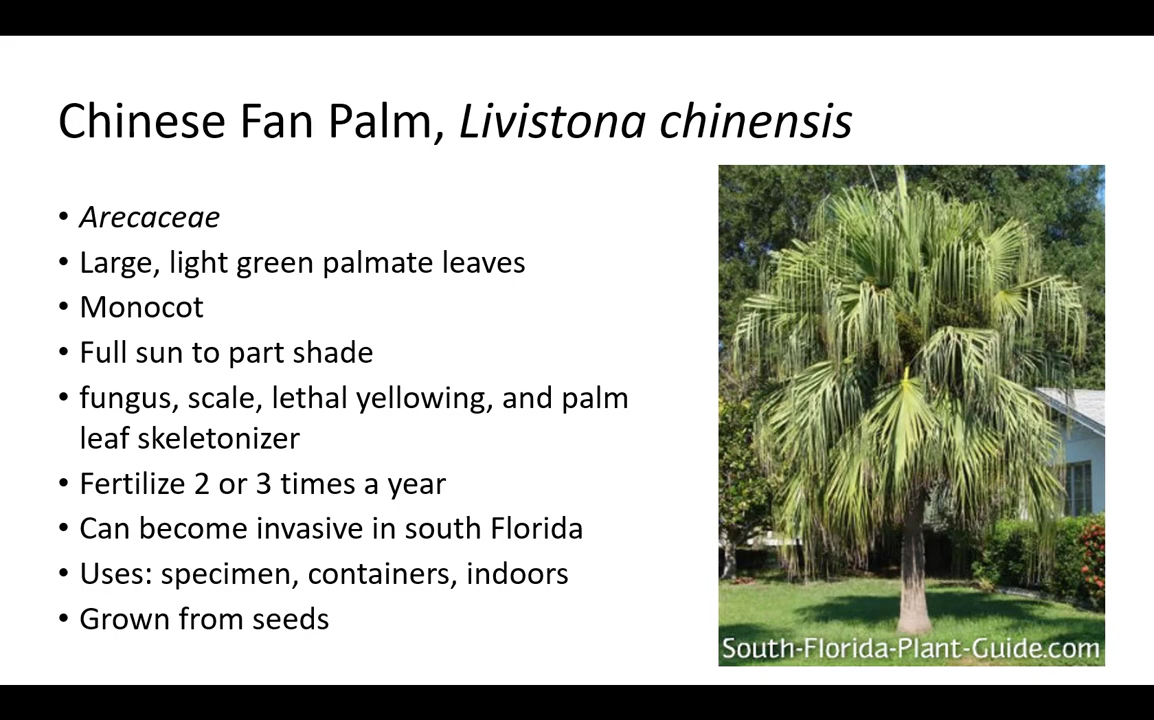 Chinese Fan Palm, Livistona chinensis
• Arecaceae
• Large, light green palmate leaves
• Monocot
• Full sun to part shade
• fungus, scale, lethal yellowing, and palm
leaf skeletonizer
• Fertilize 2 or 3 times a year
• Can become invasive in south Florida
• Uses: specimen, containers, indoors
• Grown from seeds
South-Florida-Plant-Guide.com